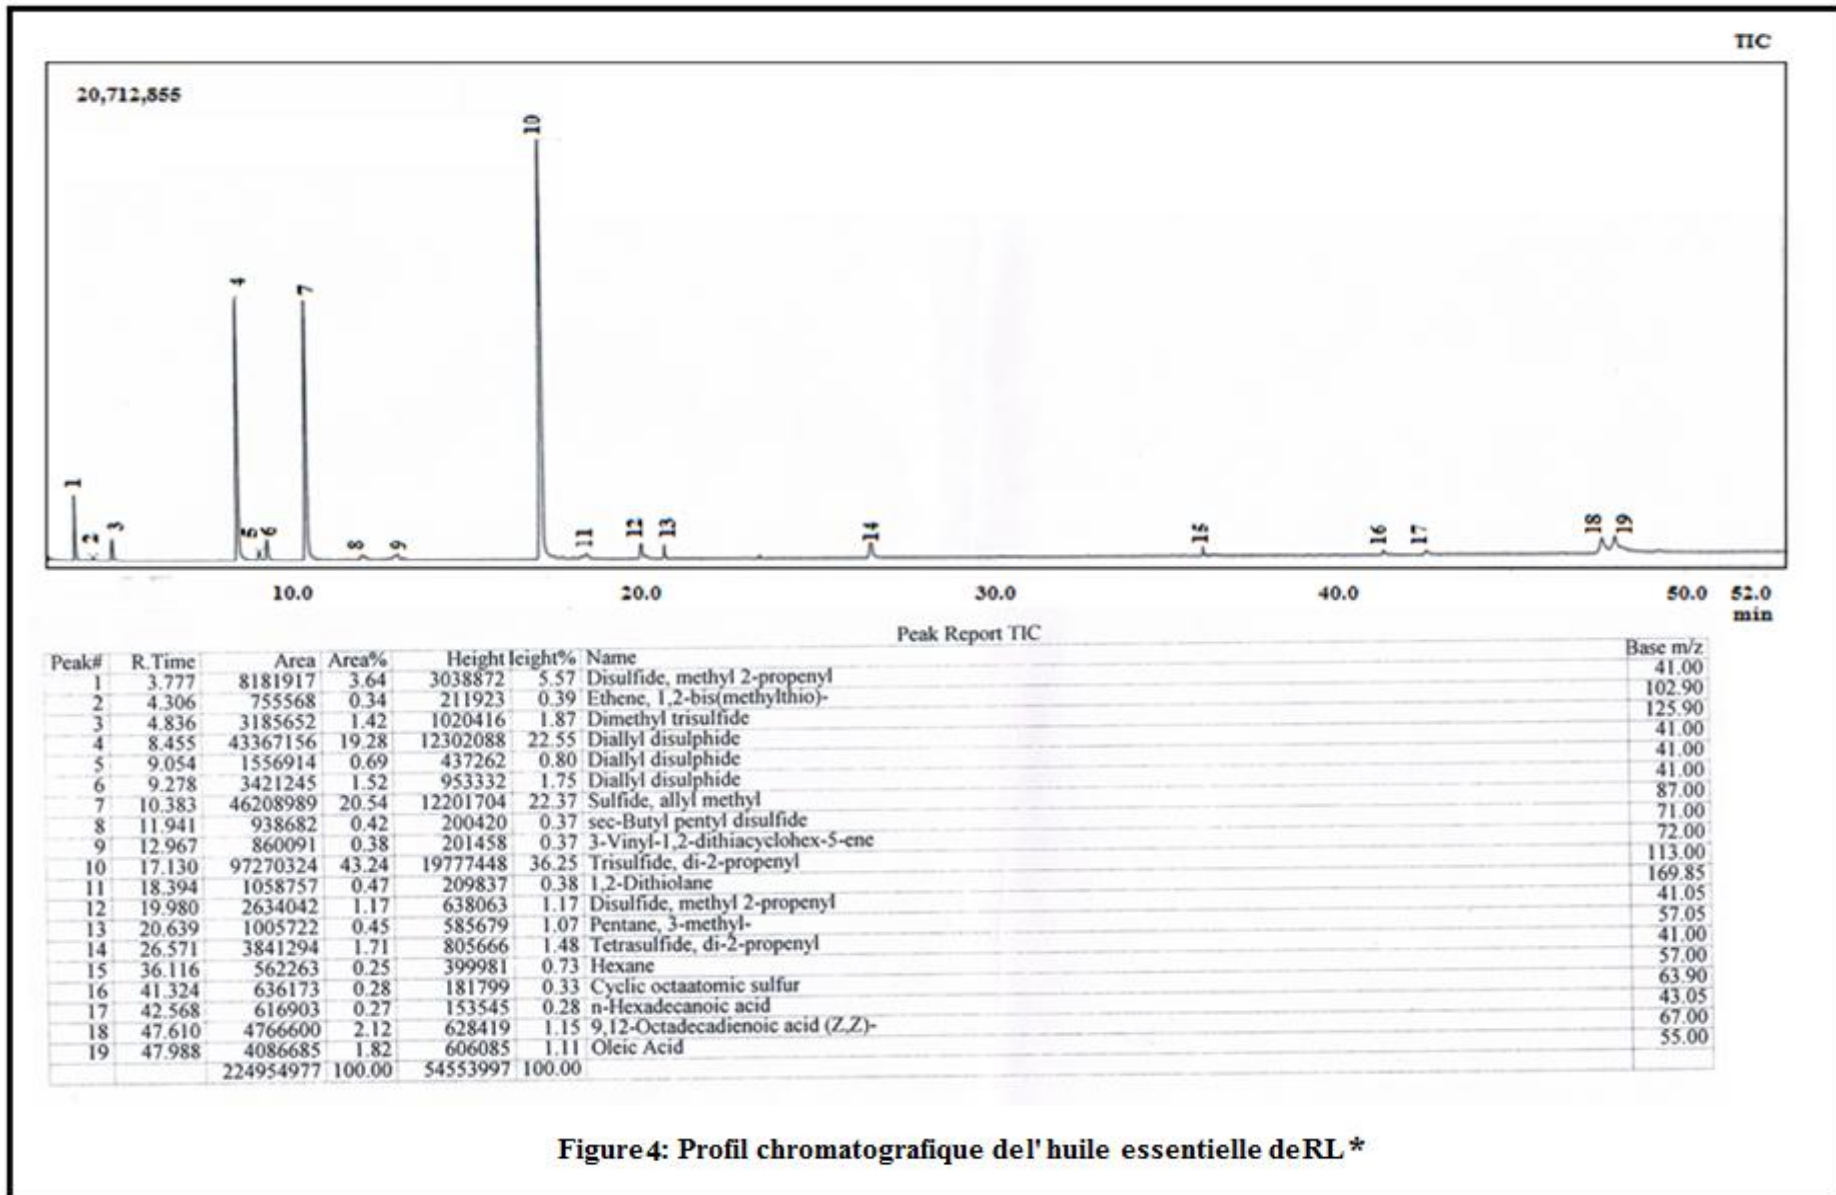 TIC
20,712,855
1
2
3
4
5
6
7
8
9
10
11
12
13
14
15
16
17
18
19
10.0 20.0 30.0 40.0 50.0 52.0
min
Peak Report TIC
Peak# R.Time Area Area% Height leight% Name Base m/z
1 3.777 8181917 3.64 3038872 5.57 Disulfide, methyl 2-propenyl 41.00
2 4.306 755568 0.34 211923 0.39 Ethene, 1,2-bis(methylthio)- 102.90
3 4.836 3185652 1.42 1020416 1.87 Dimethyl trisulfide 125.90
4 8.455 43367156 19.28 12302088 22.55 Diallyl disulphide 41.00
5 9.054 1556914 0.69 437262 0.80 Diallyl disulphide 41.00
6 9.278 3421245 1.52 953332 1.75 Diallyl disulphide 41.00
7 10.383 46208989 20.54 12201704 22.37 Sulfide, allyl methyl 87.00
8 11.941 938682 0.42 200420 0.37 sec-Butyl pentyl disulfide 71.00
9 12.967 860091 0.38 201458 0.37 3-Vinyl-1,2-dithiacyclohex-5-ene 72.00
10 17.130 97270324 43.24 19777448 36.25 Trisulfide, di-2-propenyl 113.00
11 18.394 1058757 0.47 209837 0.38 1,2-Dithiolane 169.85
12 19.980 2634042 1.17 638063 1.17 Disulfide, methyl 2-propenyl 41.05
13 20.639 1005722 0.45 585679 1.07 Pentane, 3-methyl- 57.05
14 26.571 3841294 1.71 805666 1.48 Tetrasulfide, di-2-propenyl 41.00
15 36.116 562263 0.25 399981 0.73 Hexane 57.00
16 41.324 636173 0.28 181799 0.33 Cyclic octaatomic sulfur 63.90
17 42.568 616903 0.27 153545 0.28 n-Hexadecanoic acid 43.05
18 47.610 4766600 2.12 628419 1.15 9,12-Octadecadienoic acid (Z,Z)- 67.00
19 47.988 4086685 1.82 606085 1.11 Oleic Acid 55.00
224954977 100.00 54553997 100.00
Figure4: Profil chromatografique del' huile essentielle deRL*